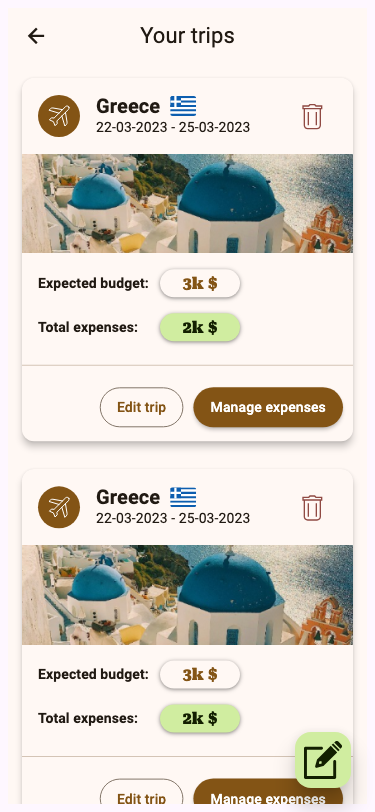 Your trips
Greece
22-03-2023 - 25-03-2023
Expected budget: 3k $
Total expenses: 2k $
Edit trip Manage expenses
Greece
22-03-2023 - 25-03-2023
Expected budget: 3k $
Total expenses: 2k $
Edit trip Manage expenses